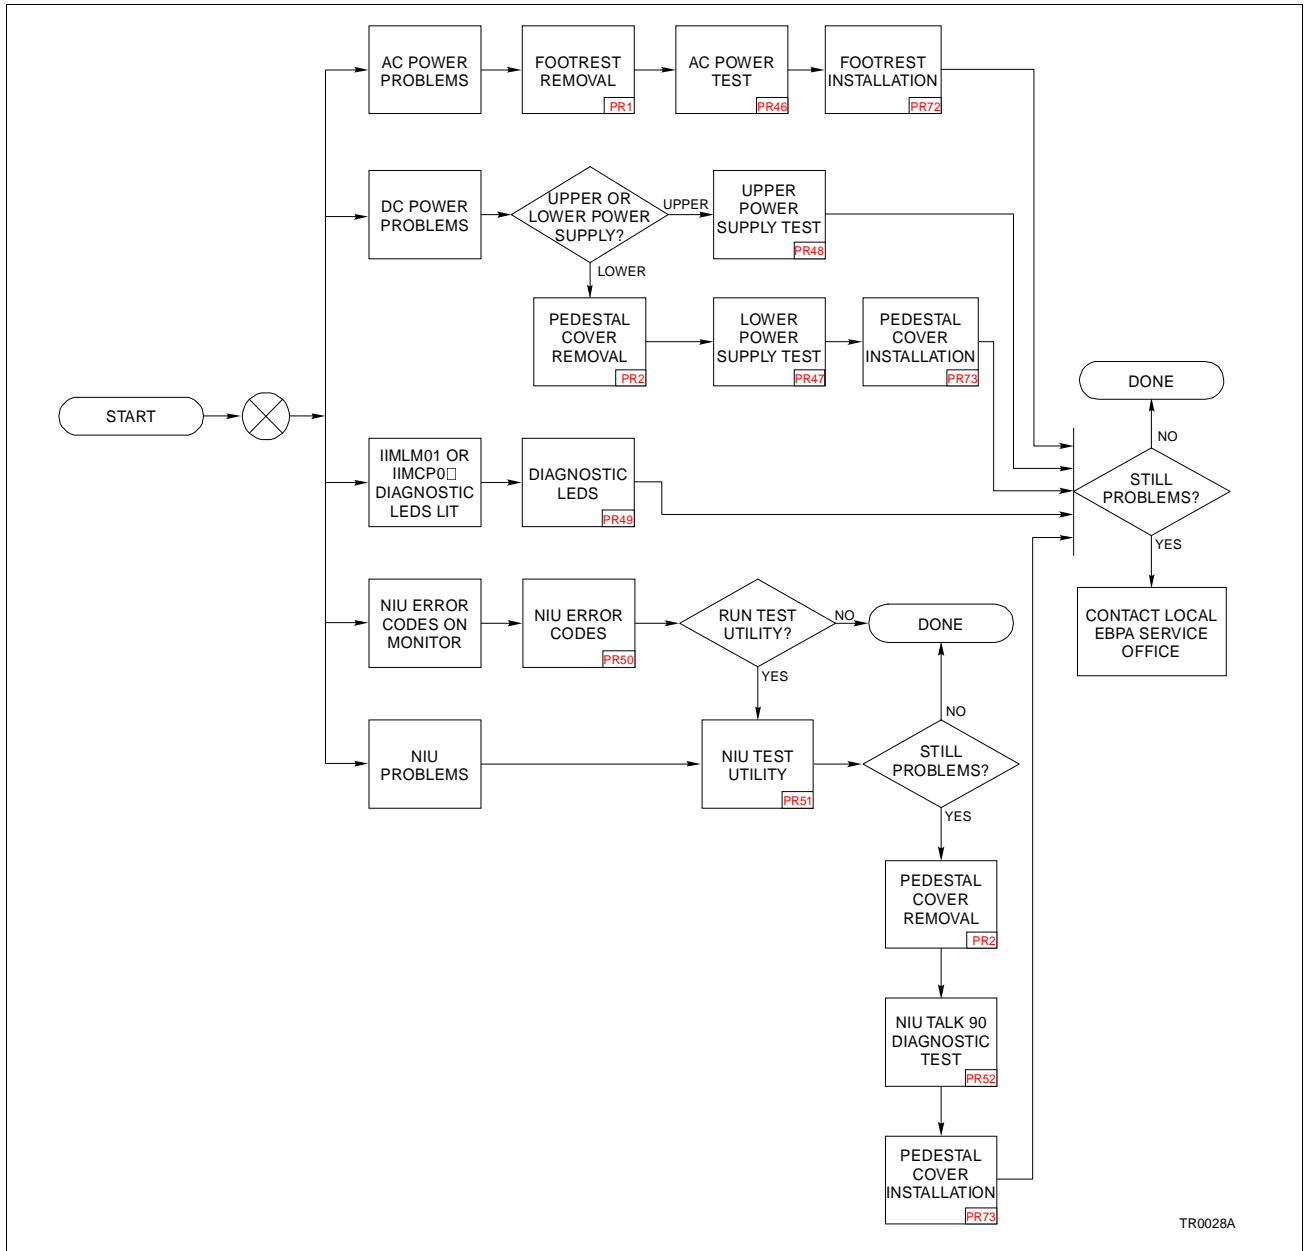 AC POWER
PROBLEMS
FOOTREST
REMOVAL
PR1
AC POWER
TEST
PR46
FOOTREST
INSTALLATION
PR72
DC POWER
PROBLEMS
UPPER OR
LOWER POWER
SUPPLY?
UPPER
LOWER
UPPER
POWER
SUPPLY TEST
PR48
PEDESTAL
COVER
REMOVAL
PR2
LOWER
POWER
SUPPLY TEST
PR47
PEDESTAL
COVER
INSTALLATION
PR73
START
DONE
NO
STILL
PROBLEMS?
YES
CONTACT LOCAL
EBPA SERVICE
OFFICE
IIMLM01 OR
IIMCP0□
DIAGNOSTIC
LEDS LIT
DIAGNOSTIC
LEDS
PR49
NIU ERROR
CODES ON
MONITOR
NIU ERROR
CODES
PR50
RUN TEST
UTILITY?
NO
YES
DONE
NIU
PROBLEMS
NIU TEST
UTILITY
PR51
NO
STILL
PROBLEMS?
YES
PEDESTAL
COVER
REMOVAL
PR2
NIU TALK 90
DIAGNOSTIC
TEST
PR52
PEDESTAL
COVER
INSTALLATION
PR73
TR0028A